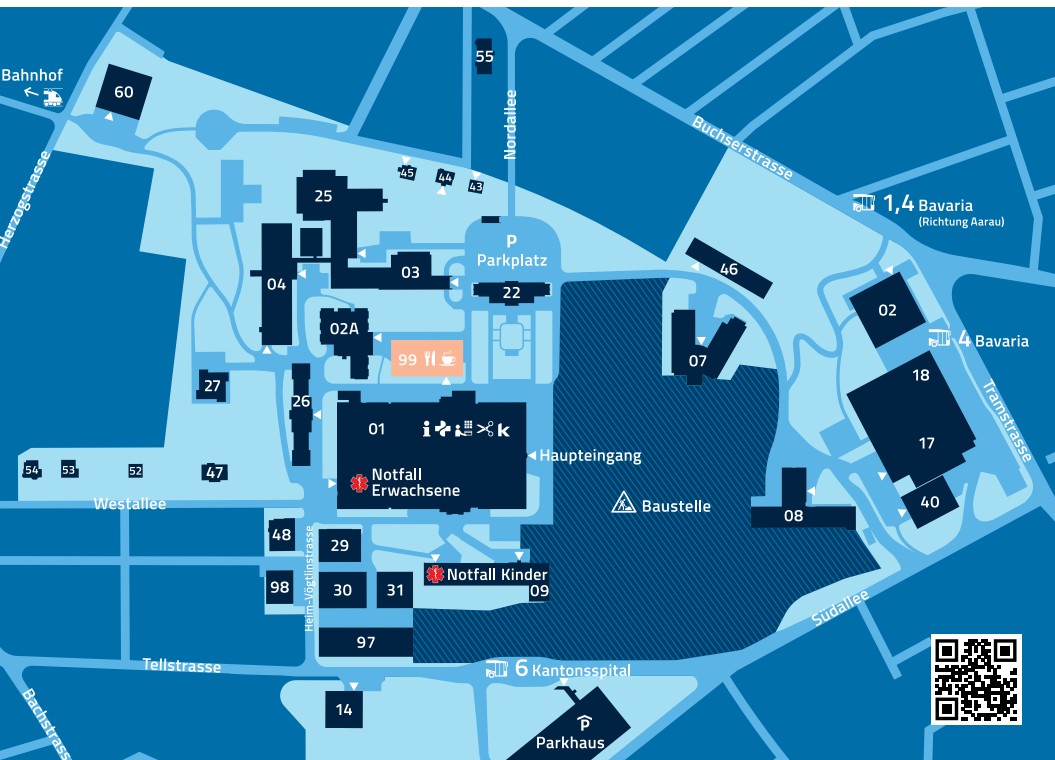 55
Bahnhof
60
Nordallee
Buchserstrasse
Herzogstrasse
45
44
43
25
1,4 Bavaria
(Richtung Aarau)
P
Parkplatz
46
03
04
22
02
02A
4 Bavaria
99
07
27
18
26
Tramstrasse
01
i k
17
Haupteingang
54
53
52
47
Notfall
Erwachsene
Westallee
Baustelle
40
08
48
29
Heim-Vögtlinstrasse
Notfall Kinder
09
98
30
31
Südallee
97
Tellstrasse
6 Kantonsspital
Bachstrasse
14
P
Parkhaus